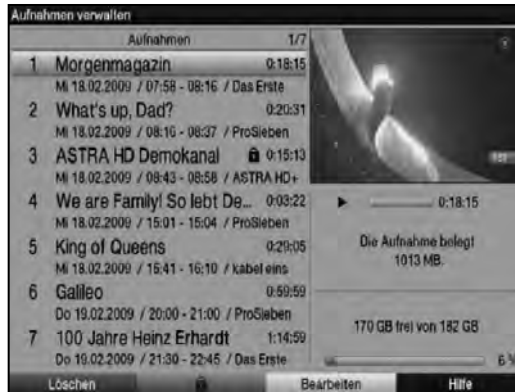 Aufnahmen verwalten
Aufnahmen 1/7
1 Morgenmagazin 0:18:15
Mi 18.02.2009 / 07:58 - 08:16 / Das Erste
2 What's up, Dad? 0:20:31
Mi 18.02.2009 / 08:16 - 08:37 / ProSieben
3 ASTRA HD Demokanal 0:15:13
Mi 18.02.2009 / 08:43 - 08:58 / ASTRA HD+
4 We are Family! So lebt De... 0:03:22
Mi 18.02.2009 / 15:01 - 15:04 / ProSieben
5 King of Queens 0:29:05
Mi 18.02.2009 / 15:41 - 16:10 / kabel eins
6 Galileo 0:59:59
Do 19.02.2009 / 20:00 - 21:00 / ProSieben
7 100 Jahre Heinz Erhardt 1:14:59
Do 19.02.2009 / 21:30 - 22:45 / Das Erste
0:18:15
Die Aufnahme belegt
1013 MB.
170 GB frei von 182 GB
6 %
Löschen Bearbeiten Hilfe